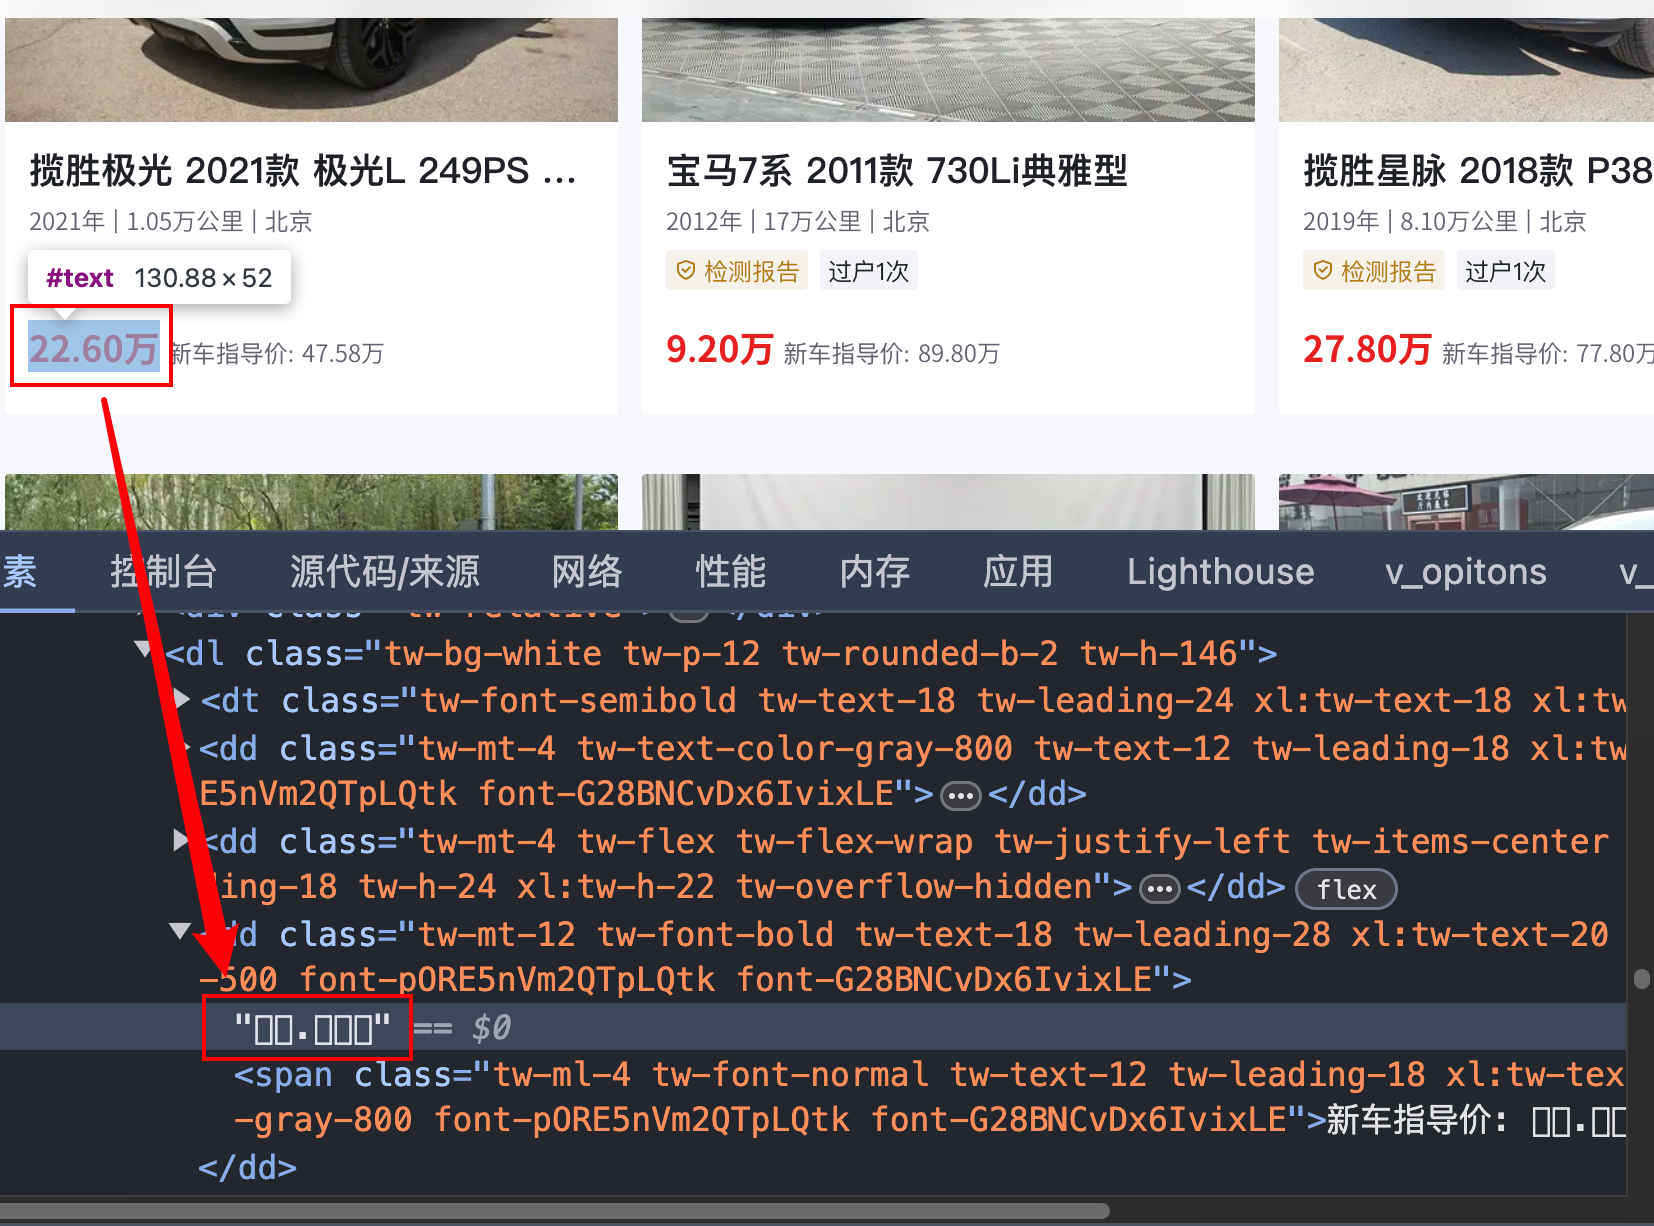 揽胜极光 2021款 极光L 249PS ...
2021年 | 1.05万公里 | 北京
#text 130.88 × 52
22.60万 新车指导价: 47.58万
宝马7系 2011款 730Li典雅型
2012年 | 17万公里 | 北京
检测报告 过户1次
9.20万 新车指导价: 89.80万
揽胜星脉 2018款 P38
2019年 | 8.10万公里 | 北京
检测报告 过户1次
27.80万 新车指导价: 77.80万
素 控制台 源代码/来源 网络 性能 内存 应用 Lighthouse v_opitons v_
<div class="tw-relative"> ... </div>
<dl class="tw-bg-white tw-p-12 tw-rounded-b-2 tw-h-146">
<dt class="tw-font-semibold tw-text-18 tw-leading-24 xl:tw-text-18 xl:tw
<dd class="tw-mt-4 tw-text-color-gray-800 tw-text-12 tw-leading-18 xl:tw
E5nVm2QTpLQtk font-G28BNCvDx6IvixLE">...</dd>
<dd class="tw-mt-4 tw-flex tw-flex-wrap tw-justify-left tw-items-center
ding-18 tw-h-24 xl:tw-h-22 tw-overflow-hidden">...</dd> flex
<dd class="tw-mt-12 tw-font-bold tw-text-18 tw-leading-28 xl:tw-text-20
-500 font-pORE5nVm2QTpLQtk font-G28BNCvDx6IvixLE">
"▯▯.▯▯▯" == $0
<span class="tw-ml-4 tw-font-normal tw-text-12 tw-leading-18 xl:tw-tex
-gray-800 font-pORE5nVm2QTpLQtk font-G28BNCvDx6IvixLE">新车指导价: ▯▯.▯▯
</dd>